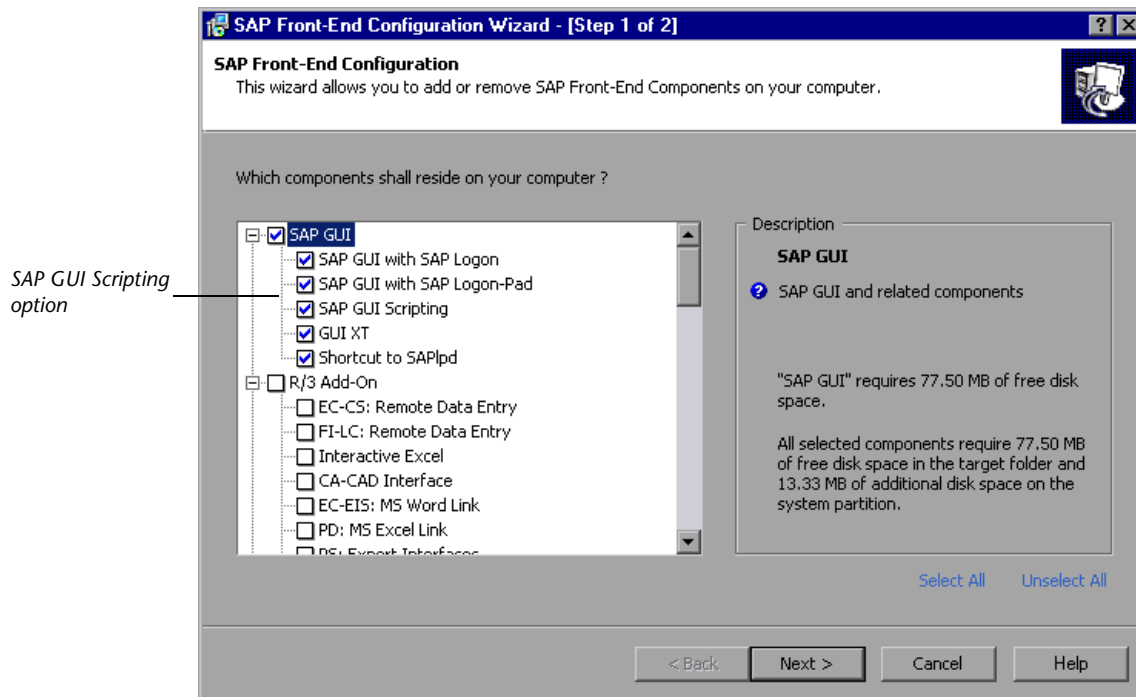 SAP Front-End Configuration Wizard - [Step 1 of 2]
SAP Front-End Configuration
This wizard allows you to add or remove SAP Front-End Components on your computer.
Which components shall reside on your computer ?
SAP GUI Scripting
option
SAP GUI
SAP GUI with SAP Logon
SAP GUI with SAP Logon-Pad
SAP GUI Scripting
GUI XT
Shortcut to SAPlpd
R/3 Add-On
EC-CS: Remote Data Entry
FI-LC: Remote Data Entry
Interactive Excel
CA-CAD Interface
EC-EIS: MS Word Link
PD: MS Excel Link
PS: Export Interfaces
Description
SAP GUI
SAP GUI and related components
"SAP GUI" requires 77.50 MB of free disk
space.
All selected components require 77.50 MB
of free disk space in the target folder and
13.33 MB of additional disk space on the
system partition.
Select All Unselect All
< Back Next > Cancel Help